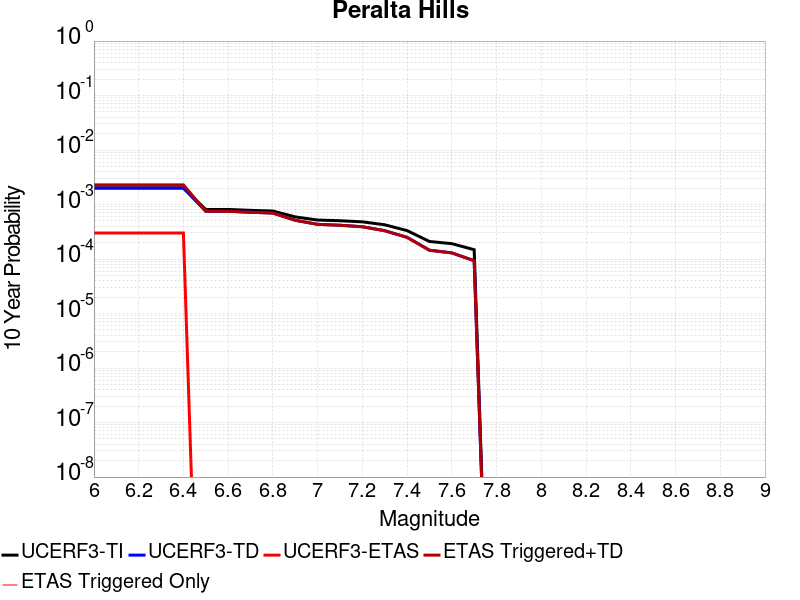 Peralta Hills
10^0
10^-1
10^-2
10^-3
10^-4
10^-5
10^-6
10^-7
10^-8
10 Year Probability
6 6.2 6.4 6.6 6.8 7 7.2 7.4 7.6 7.8 8 8.2 8.4 8.6 8.8 9
Magnitude
UCERF3-TI UCERF3-TD UCERF3-ETAS ETAS Triggered+TD
ETAS Triggered Only